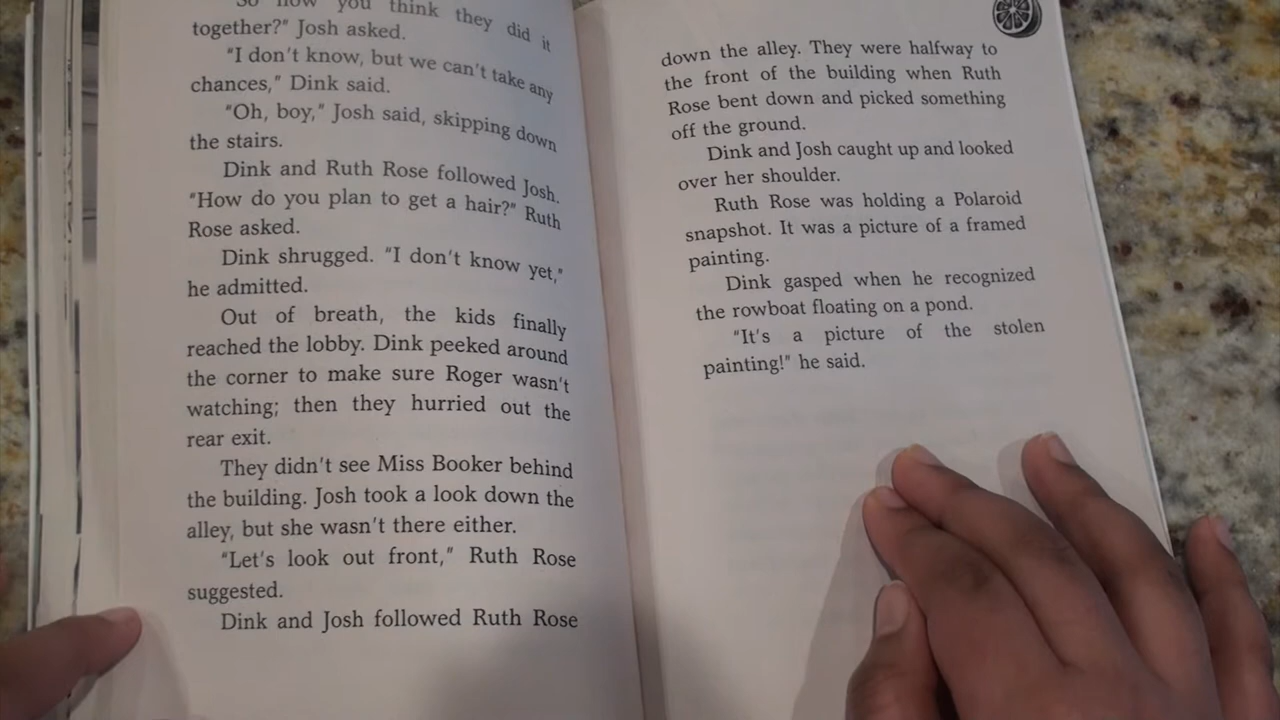 So how you think they did it
together?" Josh asked.
"I don't know, but we can't take any
chances," Dink said.
"Oh, boy," Josh said, skipping down
the stairs.
Dink and Ruth Rose followed Josh.
"How do you plan to get a hair?" Ruth
Rose asked.
Dink shrugged. "I don't know yet,"
he admitted.
Out of breath, the kids finally
reached the lobby. Dink peeked around
the corner to make sure Roger wasn't
watching; then they hurried out the
rear exit.
They didn't see Miss Booker behind
the building. Josh took a look down the
alley, but she wasn't there either.
"Let's look out front," Ruth Rose
suggested.
Dink and Josh followed Ruth Rose
down the alley. They were halfway to
the front of the building when Ruth
Rose bent down and picked something
off the ground.
Dink and Josh caught up and looked
over her shoulder.
Ruth Rose was holding a Polaroid
snapshot. It was a picture of a framed
painting.
Dink gasped when he recognized
the rowboat floating on a pond.
"It's a picture of the stolen
painting!" he said.